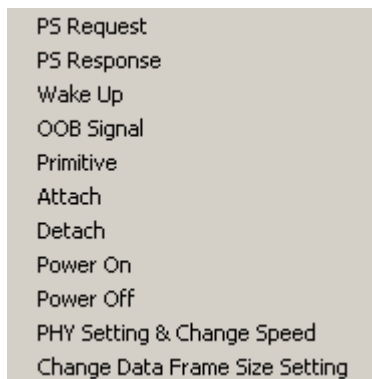 PS Request
PS Response
Wake Up
OOB Signal
Primitive
Attach
Detach
Power On
Power Off
PHY Setting & Change Speed
Change Data Frame Size Setting